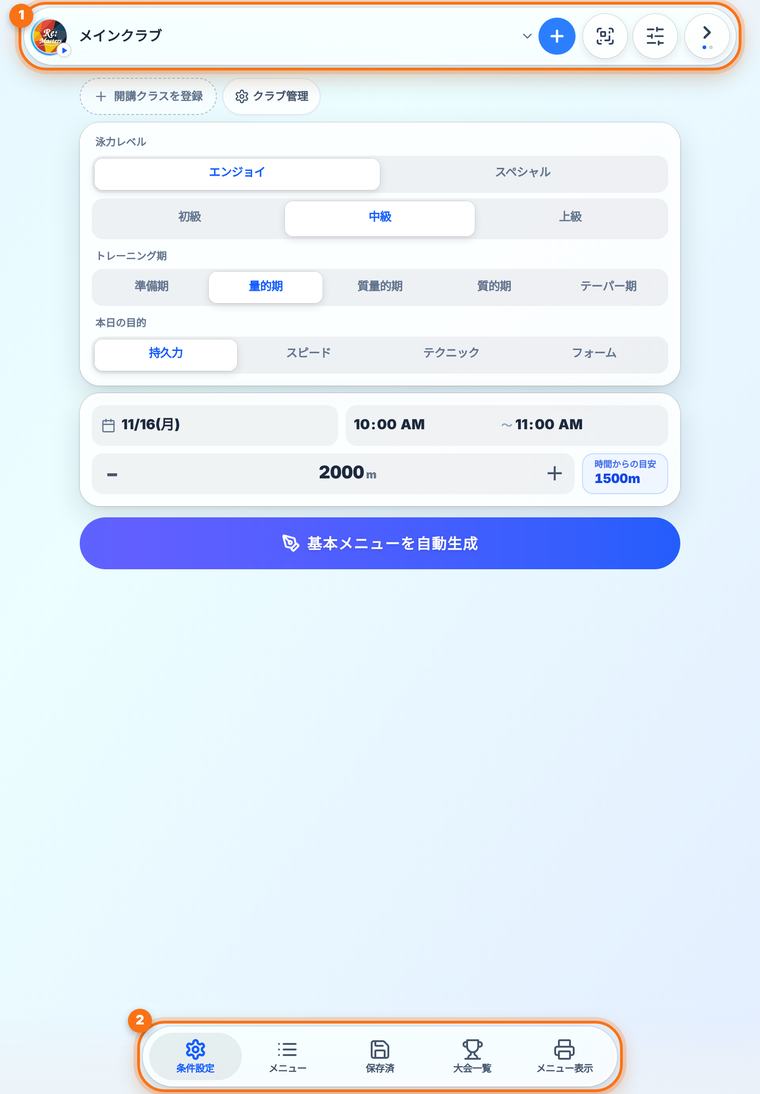 1
Re:
Masters
メインクラブ
開講クラスを登録
クラブ管理
泳力レベル
エンジョイ スペシャル
初級 中級 上級
トレーニング期
準備期 量的期 質量的期 質的期 テーパー期
本日の目的
持久力 スピード テクニック フォーム
11/16(月) 10:00 AM 〜 11:00 AM
− 2000 m +
時間からの目安
1500m
基本メニューを自動生成
2
条件設定 メニュー 保存済 大会一覧 メニュー表示